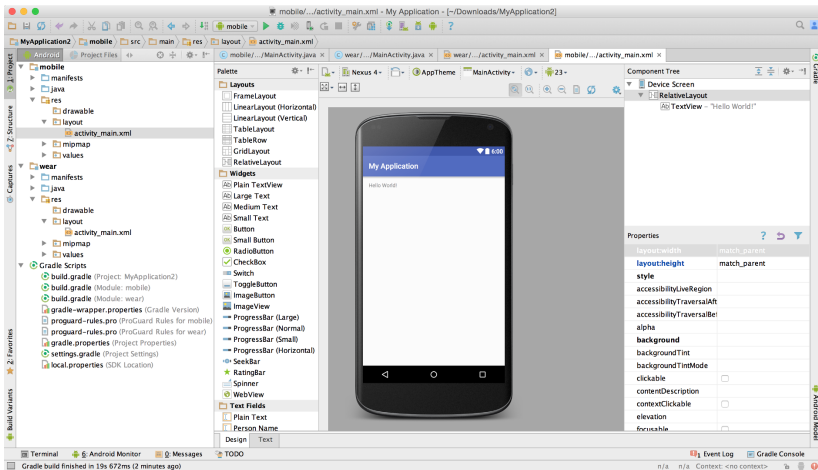 mobile/.../activity_main.xml - My Application - [~/Downloads/MyApplication2]
mobile
MyApplication2 mobile src main res layout activity_main.xml
Android Project Files
mobile/.../MainActivity.java × wear/.../MainActivity.java × wear/.../activity_main.xml × mobile/.../activity_main.xml ×
1: Project
Z: Structure
Captures
2: Favorites
Build Variants
mobile
manifests
java
res
drawable
layout
activity_main.xml
mipmap
values
wear
manifests
java
res
drawable
layout
activity_main.xml
mipmap
values
Gradle Scripts
build.gradle (Project: MyApplication2)
build.gradle (Module: mobile)
build.gradle (Module: wear)
gradle-wrapper.properties (Gradle Version)
proguard-rules.pro (ProGuard Rules for mobile)
proguard-rules.pro (ProGuard Rules for wear)
gradle.properties (Project Properties)
settings.gradle (Project Settings)
local.properties (SDK Location)
Palette
Layouts
FrameLayout
LinearLayout (Horizontal)
LinearLayout (Vertical)
TableLayout
TableRow
GridLayout
RelativeLayout
Widgets
Plain TextView
Large Text
Medium Text
Small Text
Button
Small Button
RadioButton
CheckBox
Switch
ToggleButton
ImageButton
ImageView
ProgressBar (Large)
ProgressBar (Normal)
ProgressBar (Small)
ProgressBar (Horizontal)
SeekBar
RatingBar
Spinner
WebView
Text Fields
Plain Text
Person Name
Design Text
Nexus 4 AppTheme MainActivity 23
6:00
My Application
Hello World!
Component Tree
Device Screen
RelativeLayout
Ab TextView - "Hello World!"
Properties
layout:width match_parent
layout:height match_parent
style
accessibilityLiveRegion
accessibilityTraversalAft
accessibilityTraversalBef
alpha
background
backgroundTint
backgroundTintMode
clickable
contentDescription
contextClickable
elevation
focusable
Gradle
Android Model
Terminal 6: Android Monitor 0: Messages TODO Event Log Gradle Console
Gradle build finished in 19s 672ms (2 minutes ago) n/a n/a Context: <no context>